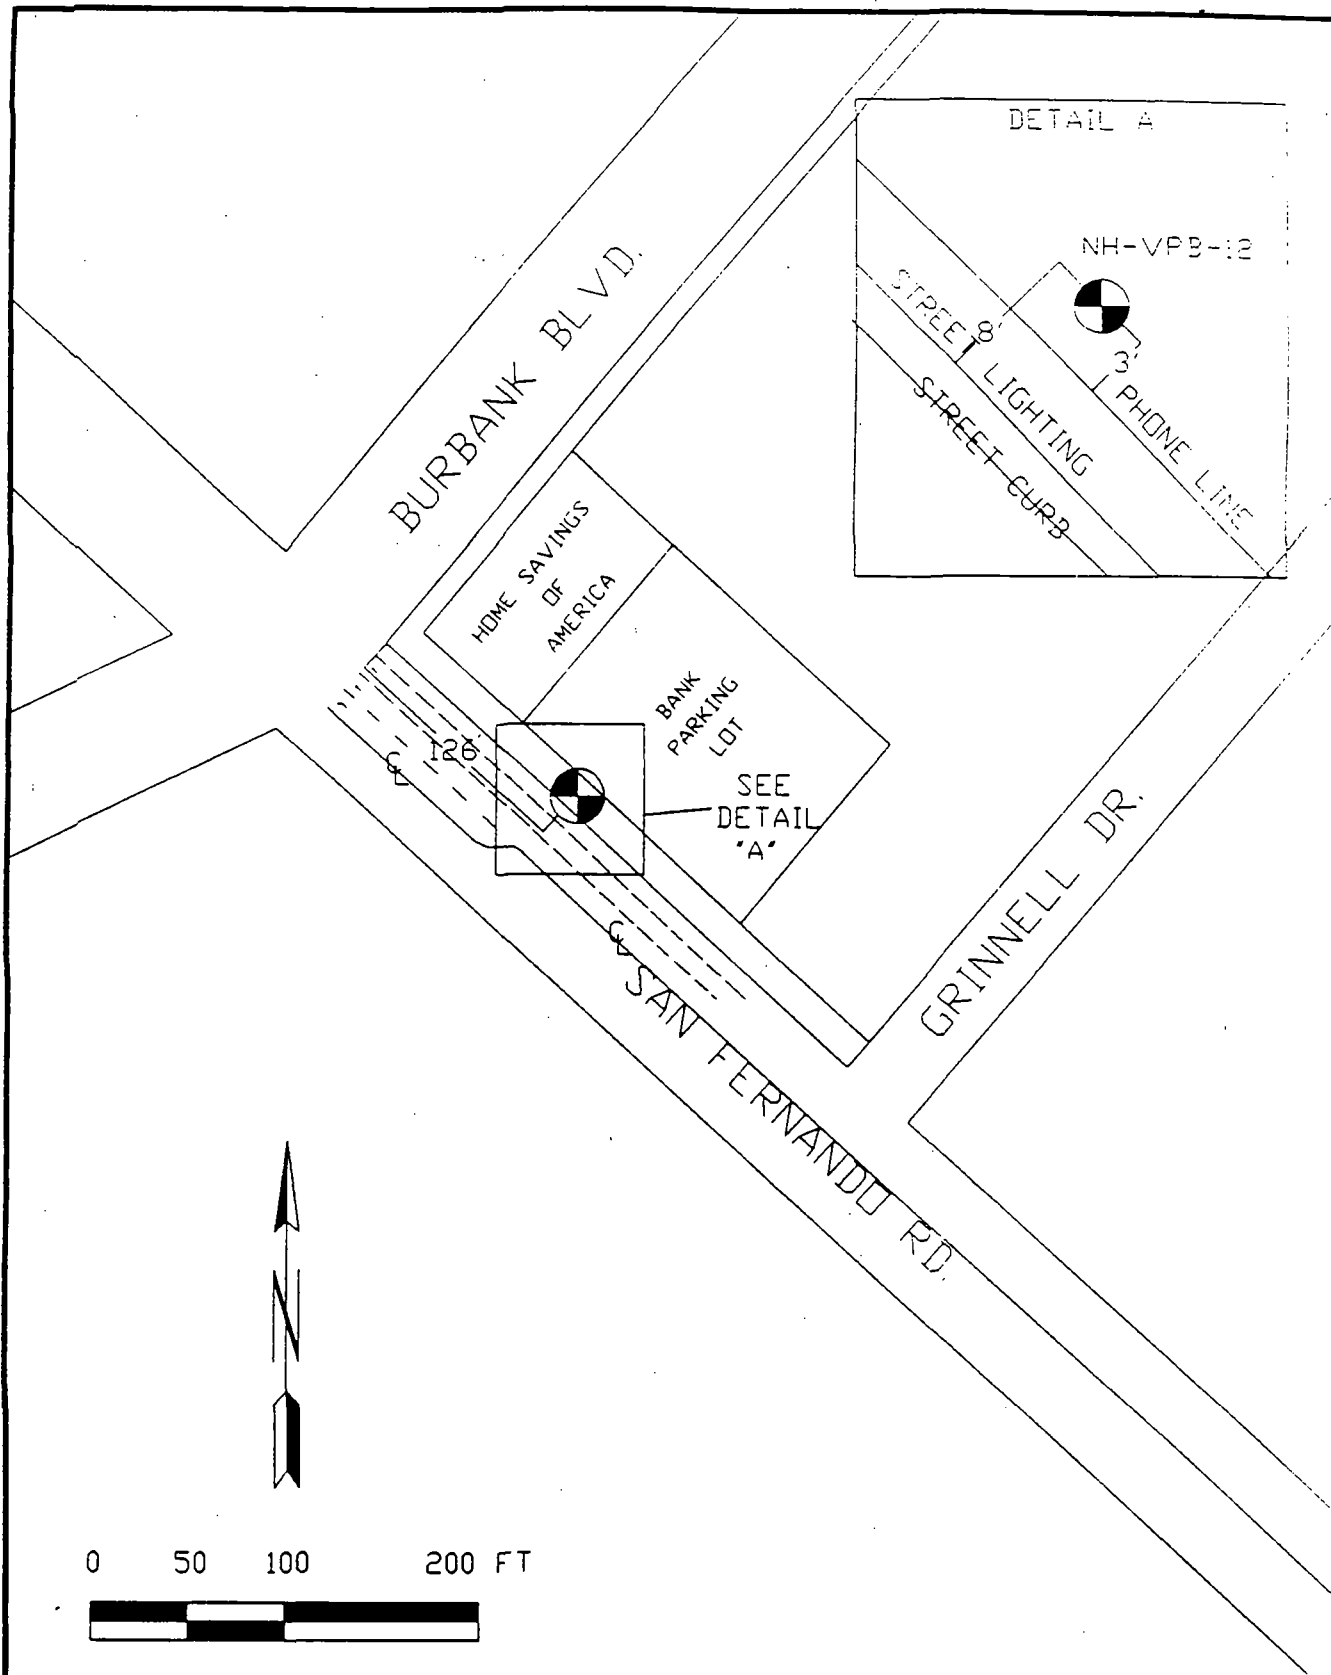 DETAIL A
NH-VPB-12
8'
3'
STREET LIGHTING
PHONE LINE
STREET CURB
BURBANK BLVD.
HOME SAVINGS
OF
AMERICA
BANK
PARKING
LOT
126'
SEE
DETAIL
"A"
GRINNELL DR.
SAN FERNANDO RD.
N
0 50 100 200 FT